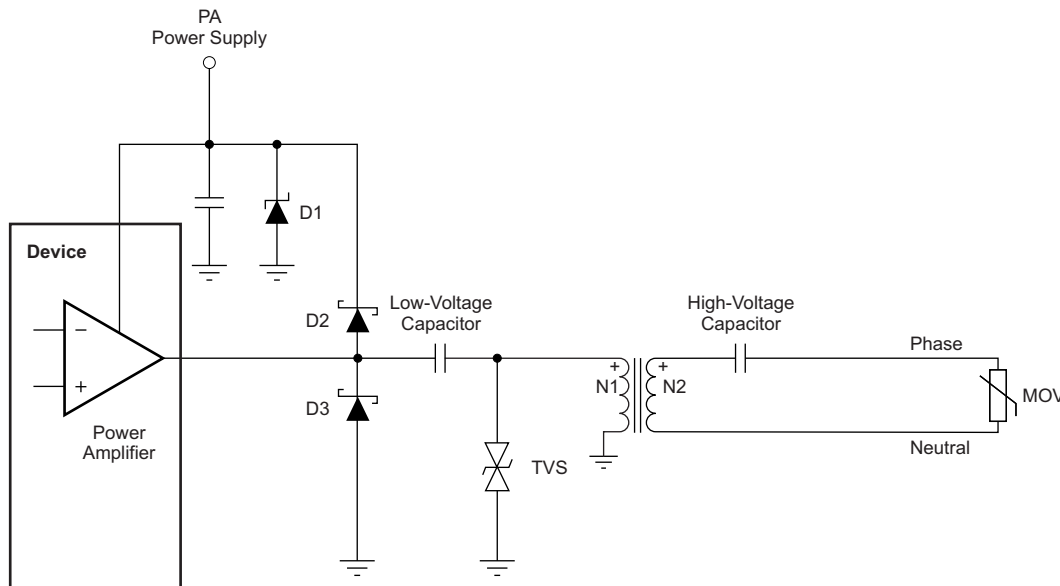 PA
Power Supply
D1
Device
D2
Low-Voltage
Capacitor
High-Voltage
Capacitor
Phase
−
+
+
N1
+
N2
MOV
D3
Power
Amplifier
TVS
Neutral